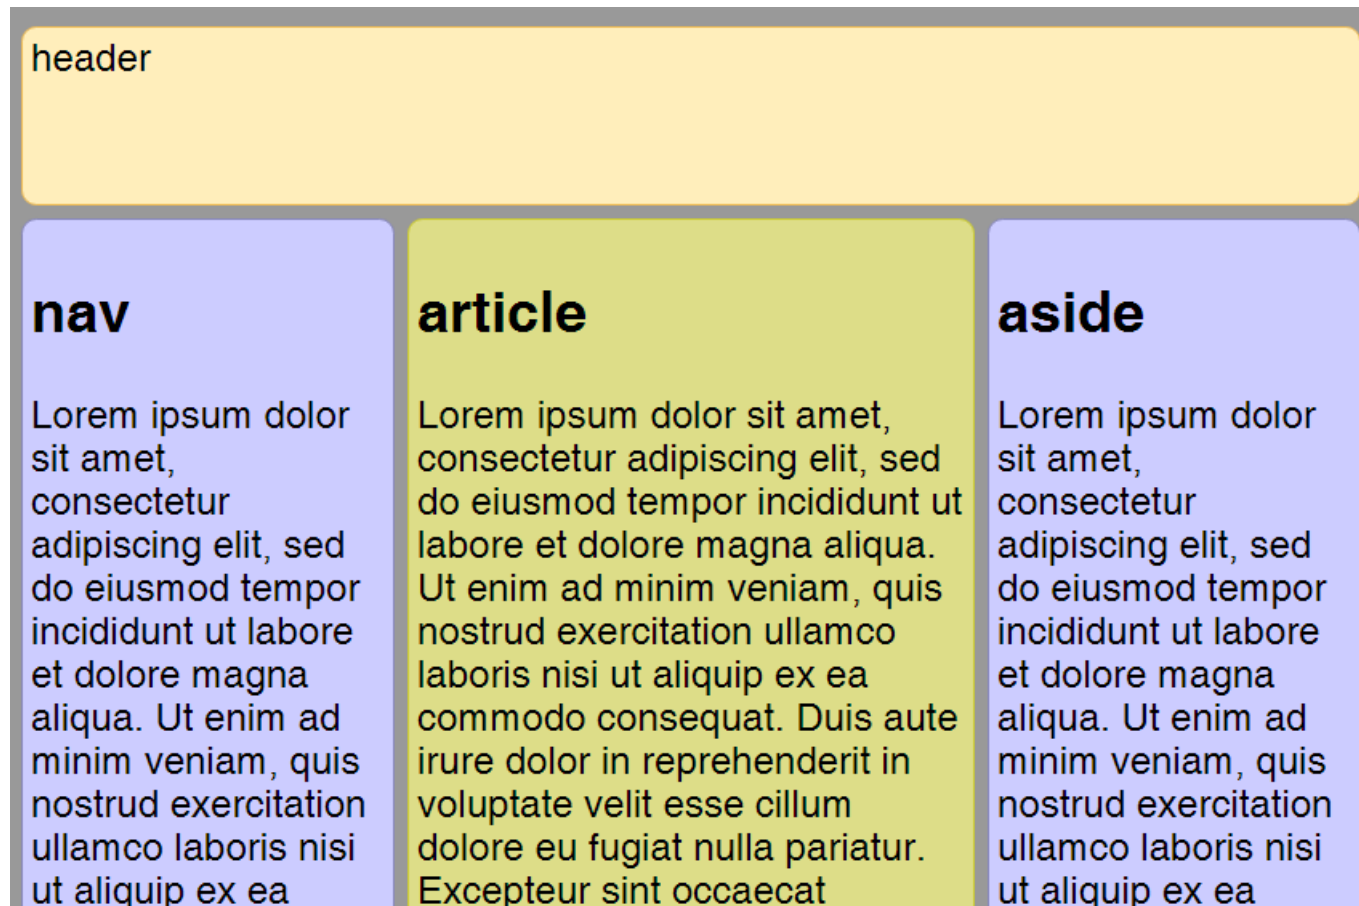 header
nav
Lorem ipsum dolor
sit amet,
consectetur
adipiscing elit, sed
do eiusmod tempor
incididunt ut labore
et dolore magna
aliqua. Ut enim ad
minim veniam, quis
nostrud exercitation
ullamco laboris nisi
ut aliquip ex ea
article
Lorem ipsum dolor sit amet,
consectetur adipiscing elit, sed
do eiusmod tempor incididunt ut
labore et dolore magna aliqua.
Ut enim ad minim veniam, quis
nostrud exercitation ullamco
laboris nisi ut aliquip ex ea
commodo consequat. Duis aute
irure dolor in reprehenderit in
voluptate velit esse cillum
dolore eu fugiat nulla pariatur.
Excepteur sint occaecat
aside
Lorem ipsum dolor
sit amet,
consectetur
adipiscing elit, sed
do eiusmod tempor
incididunt ut labore
et dolore magna
aliqua. Ut enim ad
minim veniam, quis
nostrud exercitation
ullamco laboris nisi
ut aliquip ex ea